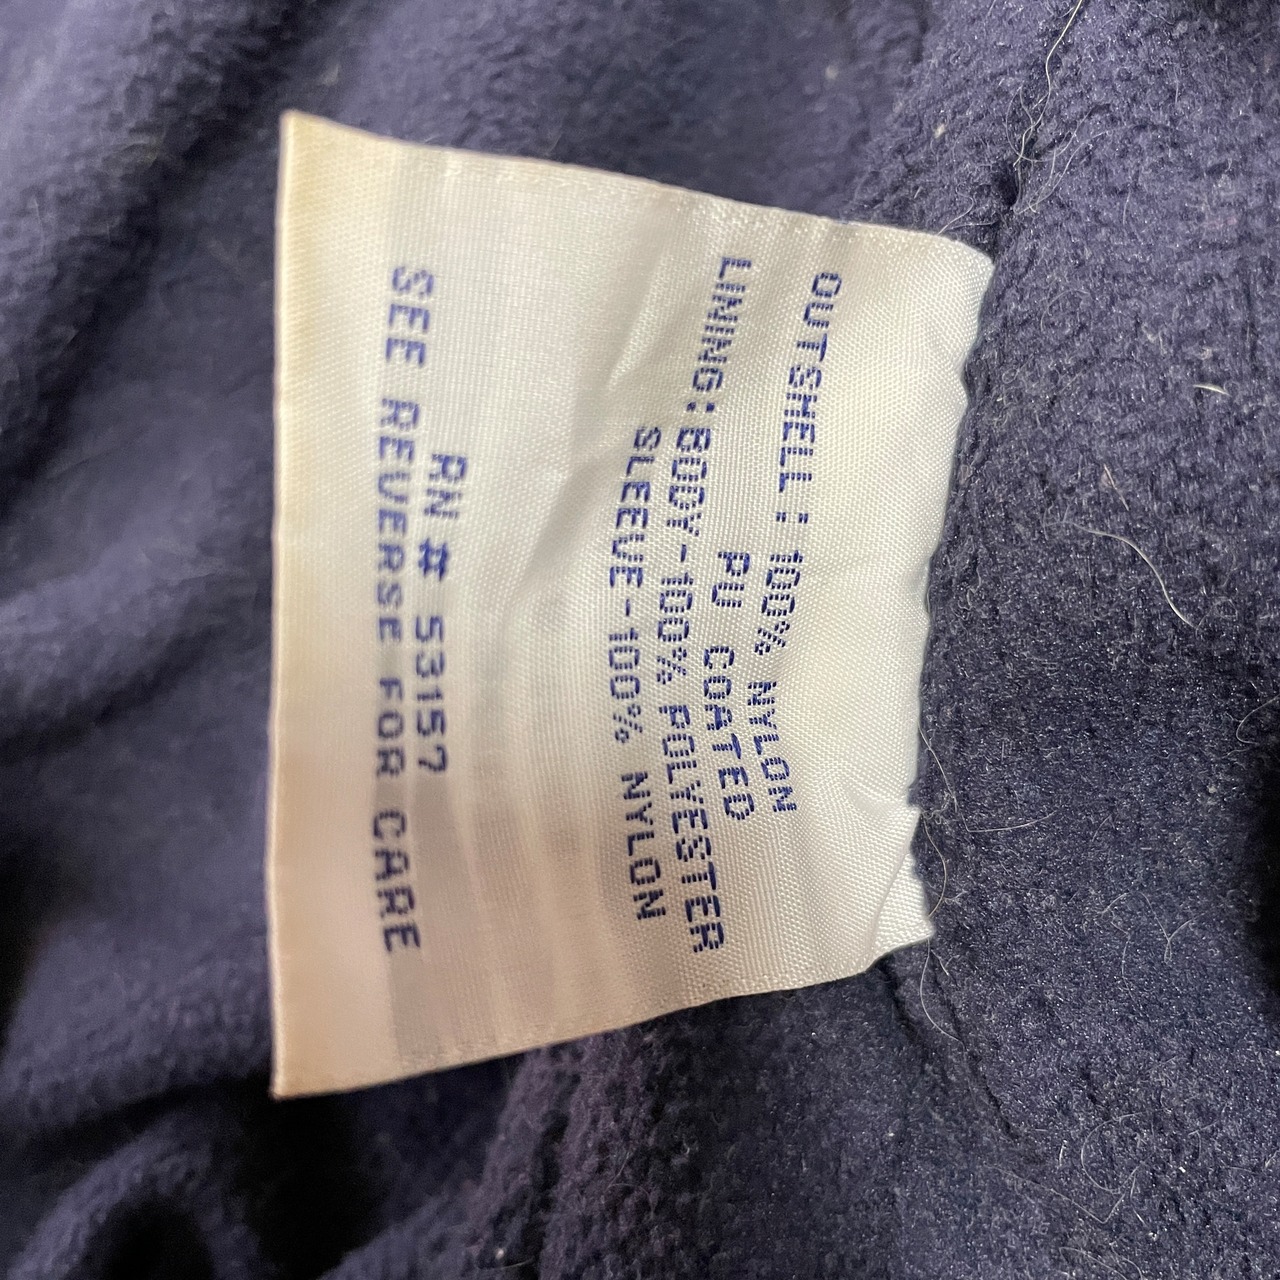 OUTSHELL: 100% NYLON
PU COATED
LINING: BODY-100% POLYESTER
SLEEVE-100% NYLON
RN # 53157
SEE REVERSE FOR CARE